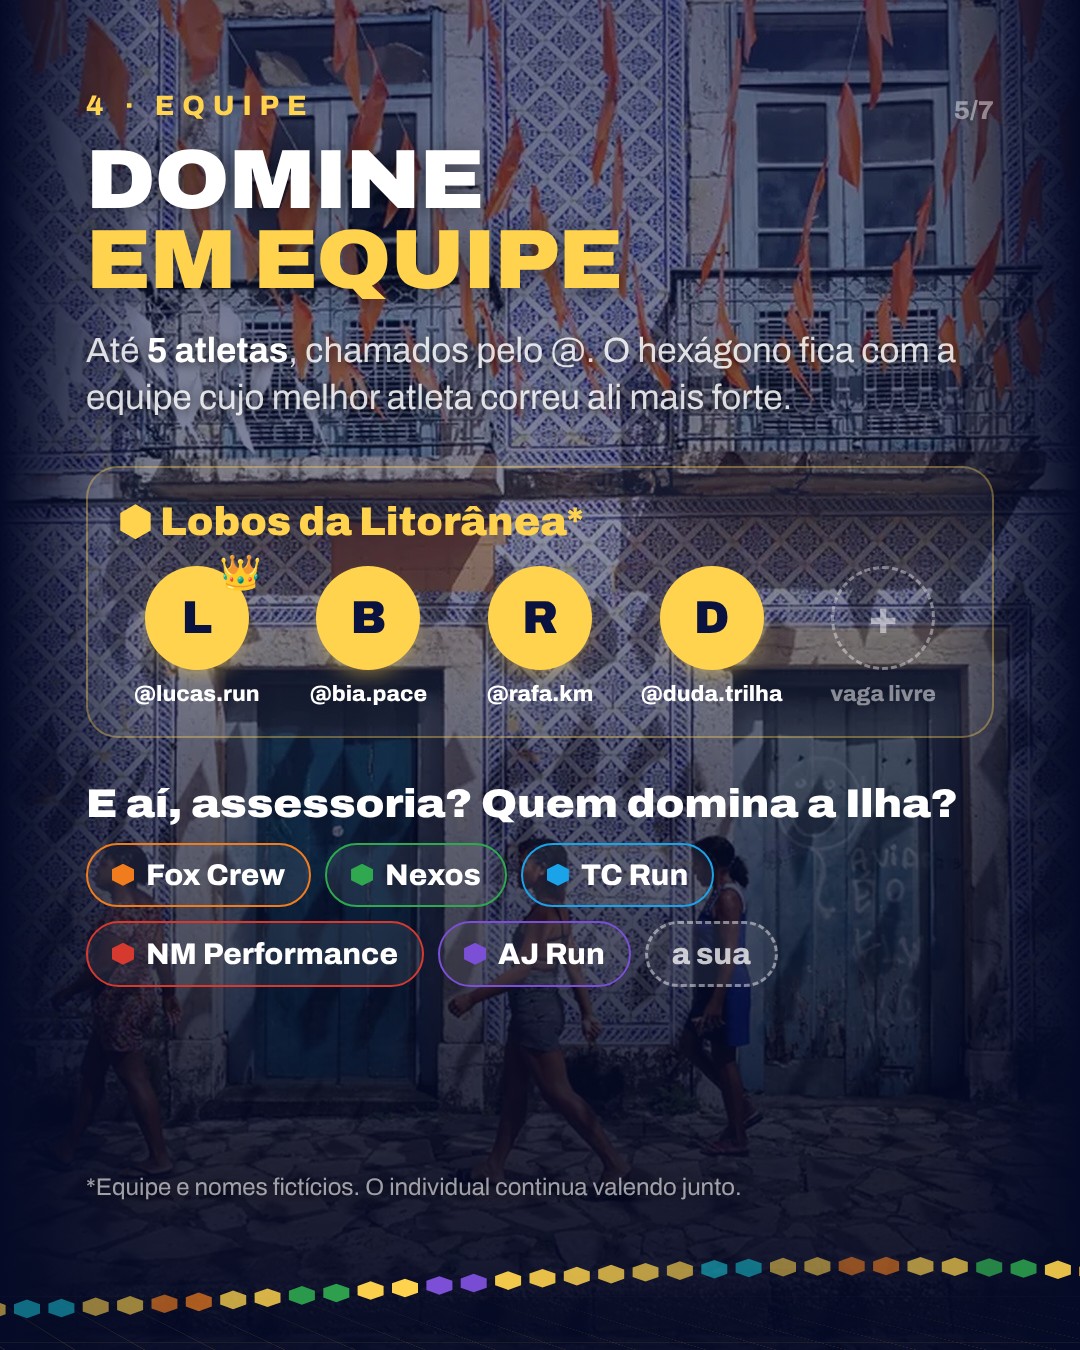 4 · EQUIPE
5/7
DOMINE
EM EQUIPE
Até 5 atletas, chamados pelo @. O hexágono fica com a
equipe cujo melhor atleta correu ali mais forte.
Lobos da Litorânea*
L B R D +
@lucas.run @bia.pace @rafa.km @duda.trilha vaga livre
E aí, assessoria? Quem domina a Ilha?
Fox Crew Nexos TC Run
NM Performance AJ Run a sua
*Equipe e nomes fictícios. O individual continua valendo junto.